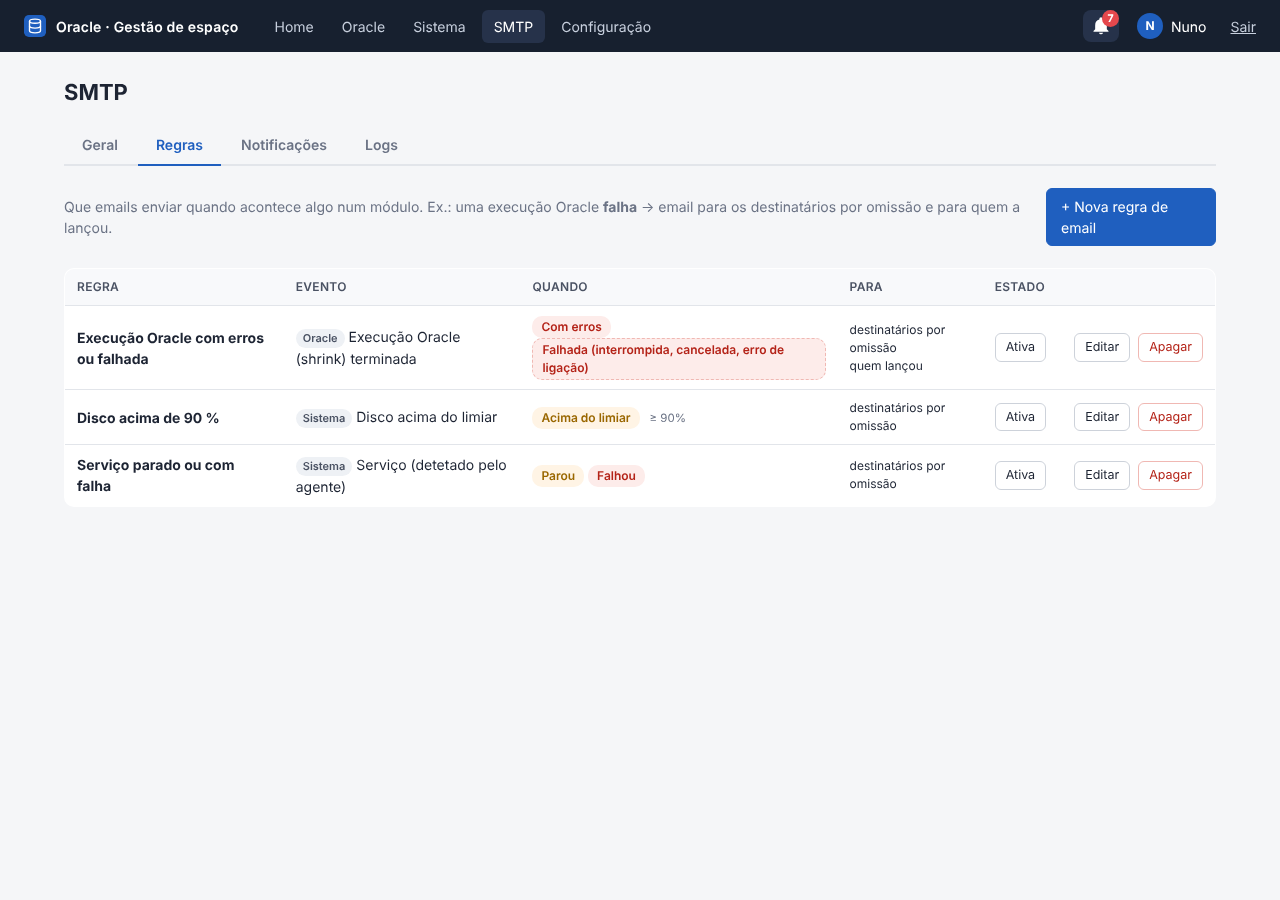 Oracle · Gestão de espaço Home Oracle Sistema SMTP Configuração 7 N Nuno Sair
SMTP
Geral Regras Notificações Logs
Que emails enviar quando acontece algo num módulo. Ex.: uma execução Oracle falha → email para os destinatários por omissão e para quem a
lançou.
+ Nova regra de
email
REGRA EVENTO QUANDO PARA ESTADO
Execução Oracle com erros
ou falhada
Oracle Execução Oracle
(shrink) terminada
Com erros
Falhada (interrompida, cancelada, erro de
ligação)
destinatários por
omissão
quem lançou
Ativa Editar Apagar
Disco acima de 90 %
Sistema Disco acima do limiar
Acima do limiar ≥ 90%
destinatários por
omissão
Ativa Editar Apagar
Serviço parado ou com
falha
Sistema Serviço (detetado pelo
agente)
Parou Falhou
destinatários por
omissão
Ativa Editar Apagar